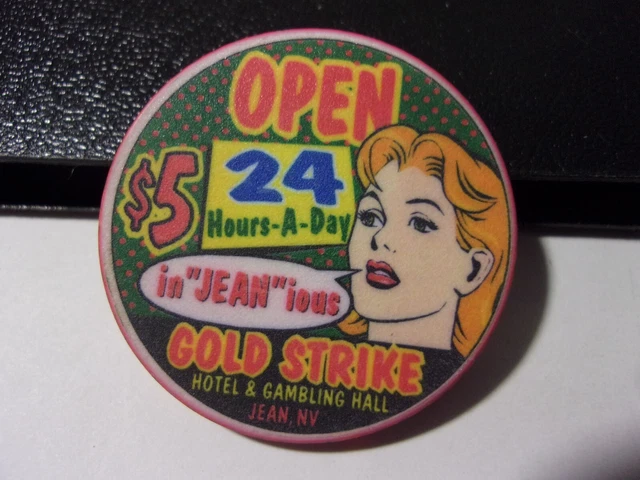 OPEN
$5
24
Hours-A-Day
in"JEAN"ious
GOLD STRIKE
HOTEL & GAMBLING HALL
JEAN, NV